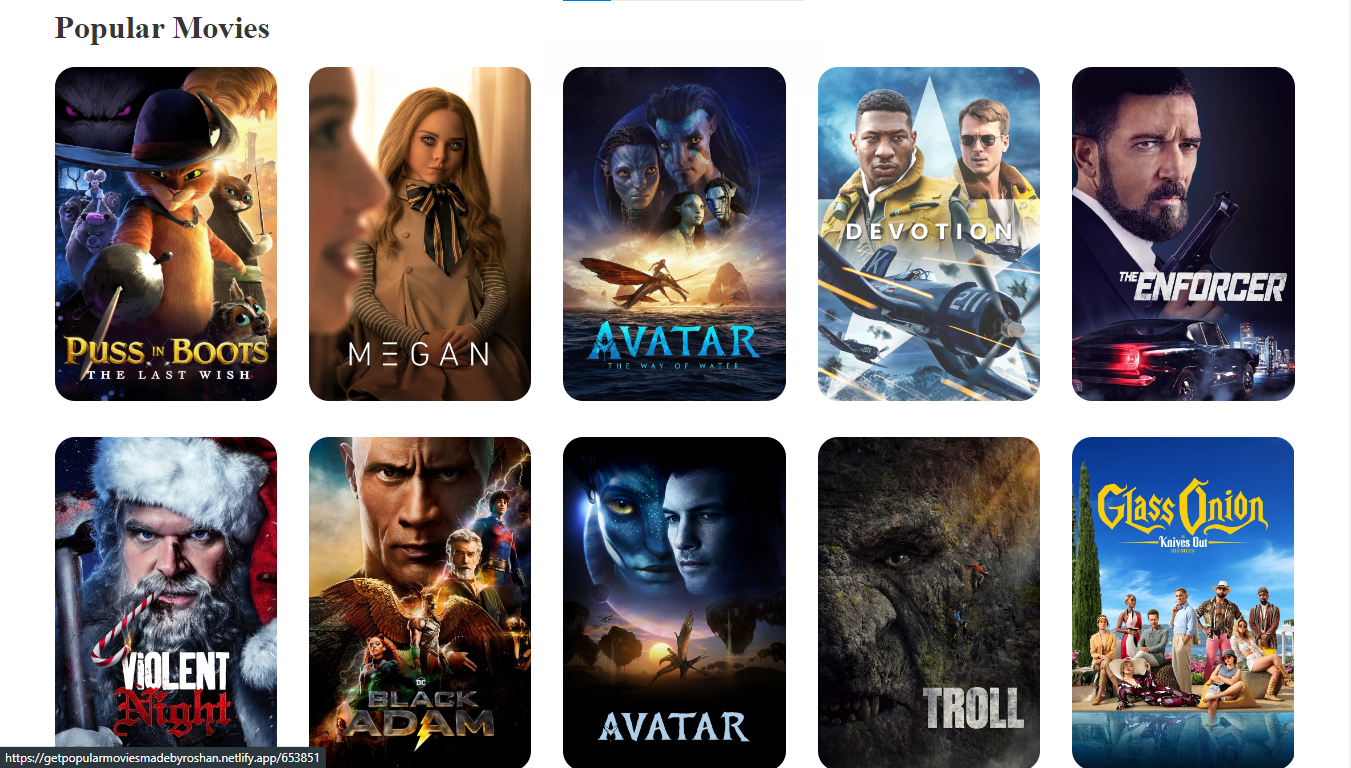 Popular Movies
PUSS IN BOOTS
THE LAST WISH
MEGAN
AVATAR
THE WAY OF WATER
DEVOTION
201
THE ENFORCER
VIOLENT
Night
DC
BLACK
ADAM
AVATAR
TROLL
GLASS ONION
A
KNIVES OUT
MYSTERY
https://getpopularmoviesmadebyroshan.netlify.app/653851